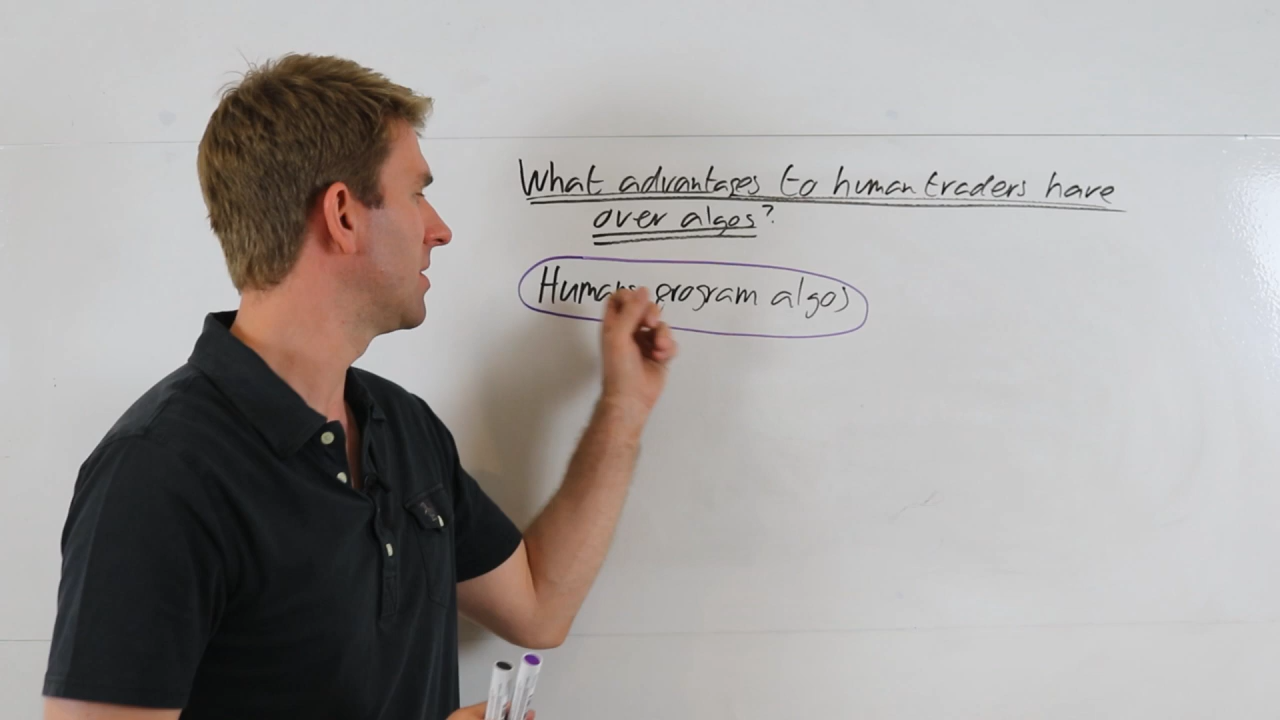 What advantages to human traders have
over algos?
Humans program algos